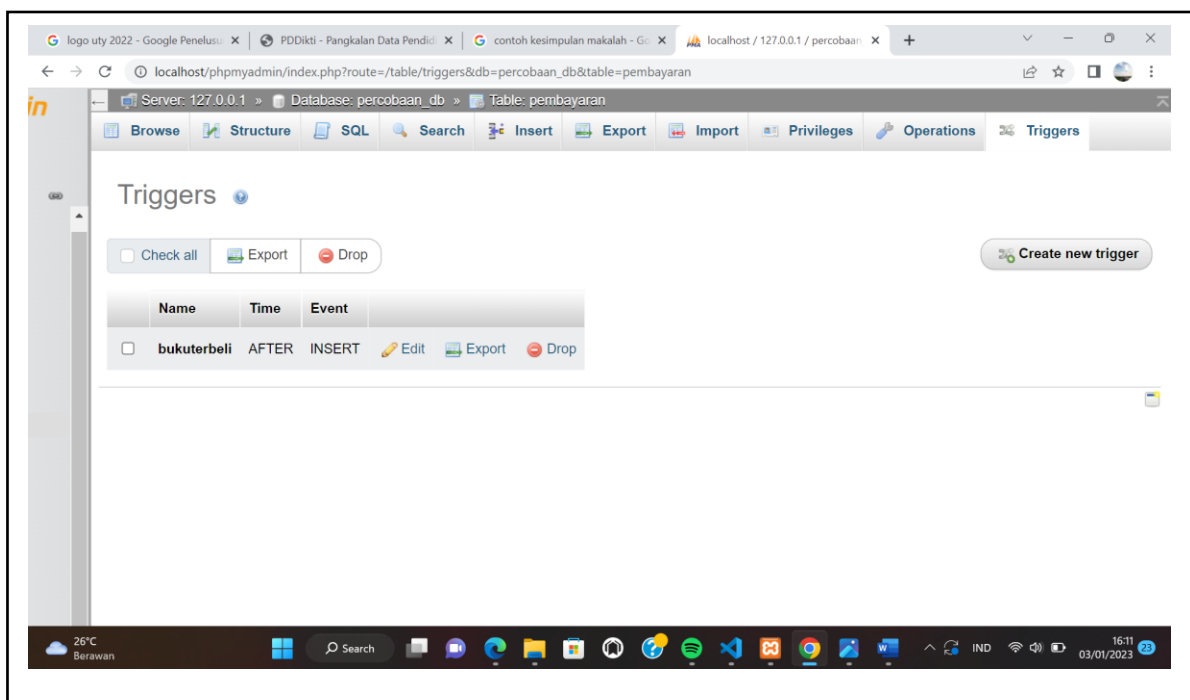 logo uty 2022 - Google Penelusu PDDikti - Pangkalan Data Pendidi contoh kesimpulan makalah - Go localhost / 127.0.0.1 / percobaan
localhost/phpmyadmin/index.php?route=/table/triggers&db=percobaan_db&table=pembayaran
in Server: 127.0.0.1 » Database: percobaan_db » Table: pembayaran
Browse Structure SQL Search Insert Export Import Privileges Operations Triggers
Triggers
Check all Export Drop Create new trigger
Name Time Event
bukuterbeli AFTER INSERT Edit Export Drop
26°C
Berawan
Search
IND
16:11
03/01/2023
23